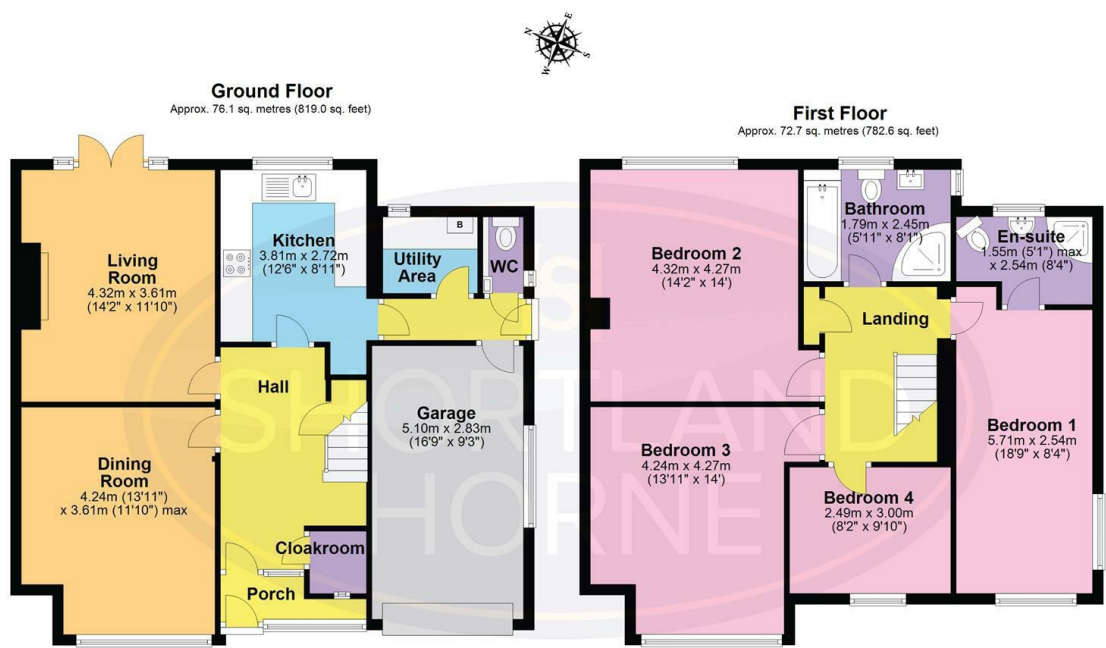 N
E
S
W
Ground Floor
Approx. 76.1 sq. metres (819.0 sq. feet)
Living
Room
4.32m x 3.61m
(14'2" x 11'10")
Kitchen
3.81m x 2.72m
(12'6" x 8'11")
Utility
Area
B
WC
Hall
Garage
5.10m x 2.83m
(16'9" x 9'3")
Dining
Room
4.24m (13'11")
x 3.61m (11'10") max
Cloakroom
Porch
First Floor
Approx. 72.7 sq. metres (782.6 sq. feet)
Bedroom 2
4.32m x 4.27m
(14'2" x 14')
Bathroom
1.79m x 2.45m
(5'11" x 8'1")
En-suite
1.55m (5'1") max
x 2.54m (8'4")
Landing
Bedroom 1
5.71m x 2.54m
(18'9" x 8'4")
Bedroom 3
4.24m x 4.27m
(13'11" x 14')
Bedroom 4
2.49m x 3.00m
(8'2" x 9'10")
SHORTLAND
HORNE